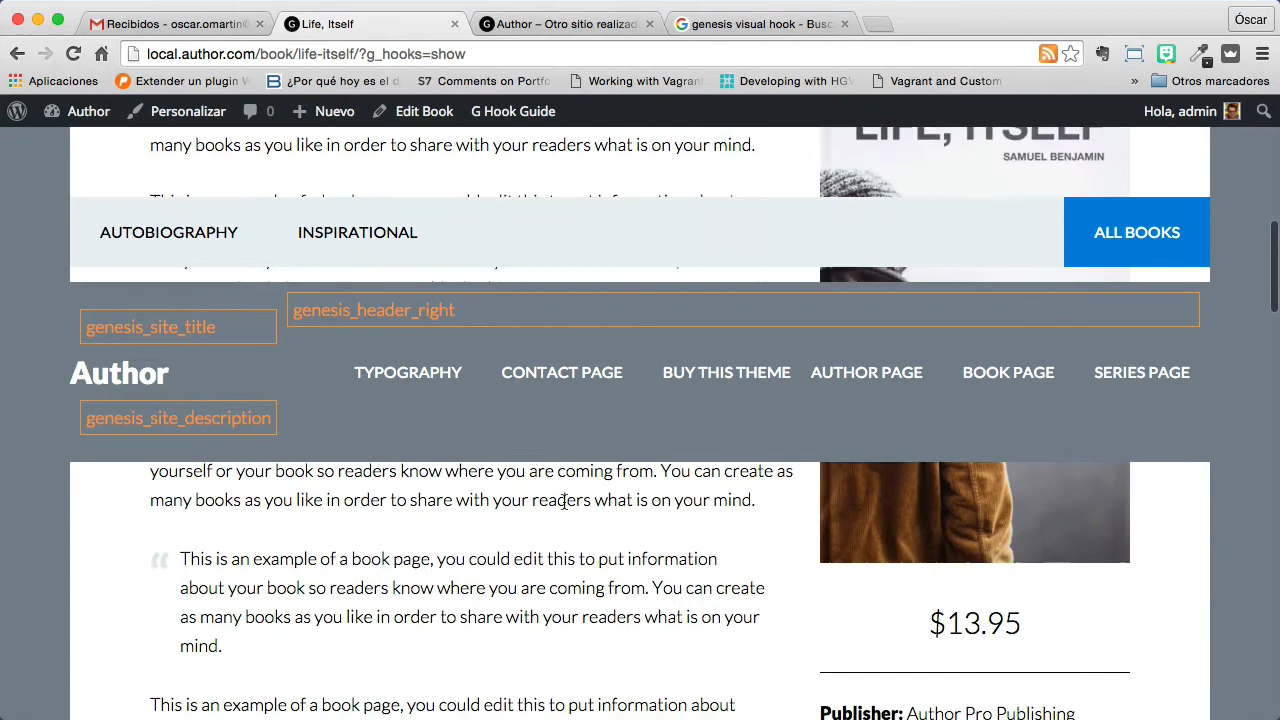 Recibidos - oscar.omartin@
Life, Itself
Author – Otro sitio realizad
genesis visual hook - Busc
Óscar
local.author.com/book/life-itself/?g_hooks=show
Aplicaciones
Extender un plugin W
¿Por qué hoy es el d
S7 Comments on Portfo
Working with Vagrant
Developing with HGV
Vagrant and Custom
»
Otros marcadores
Author
Personalizar
0
Nuevo
Edit Book
G Hook Guide
Hola, admin
LIFE, ITSELF
many books as you like in order to share with your readers what is on your mind.
SAMUEL BENJAMIN
AUTOBIOGRAPHY
INSPIRATIONAL
ALL BOOKS
genesis_header_right
genesis_site_title
Author
TYPOGRAPHY
CONTACT PAGE
BUY THIS THEME
AUTHOR PAGE
BOOK PAGE
SERIES PAGE
genesis_site_description
yourself or your book so readers know where you are coming from. You can create as
many books as you like in order to share with your readers what is on your mind.
“
This is an example of a book page, you could edit this to put information
about your book so readers know where you are coming from. You can create
as many books as you like in order to share with your readers what is on your
mind.
$13.95
This is an example of a book page, you could edit this to put information about
Publisher: Author Pro Publishing